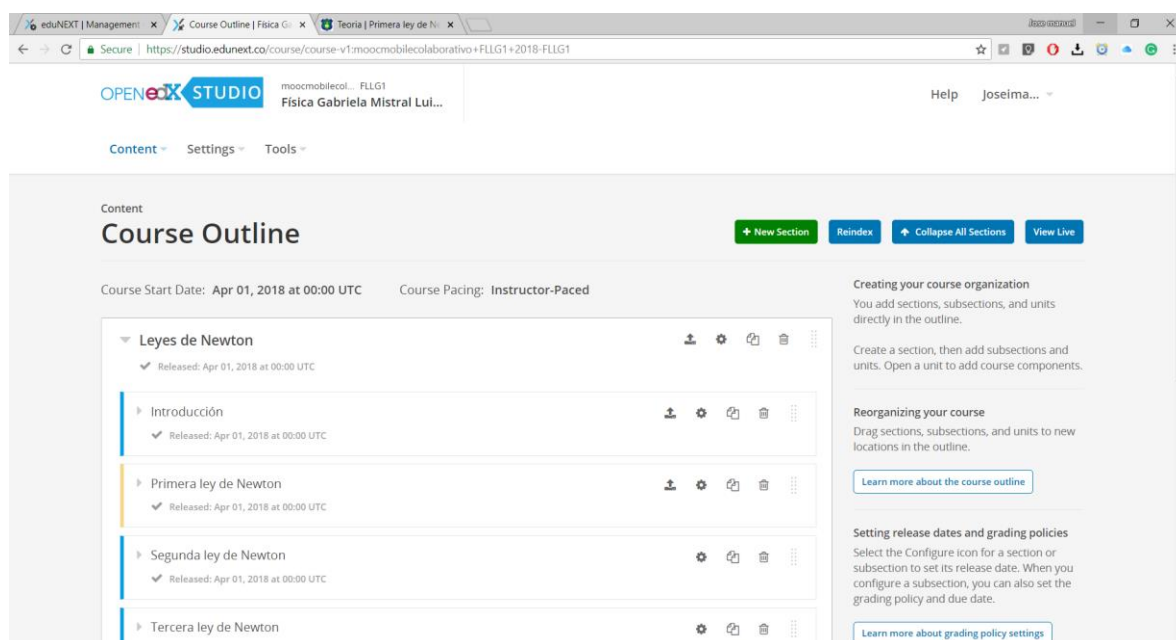 eduNEXT | Management
Course Outline | Física Ga
Teoria | Primera ley de Ne
Secure | https://studio.edunext.co/course/course-v1:moocmobilecolaborativo+FLLG1+2018-FLLG1
OPEN edX STUDIO
moocmobilecol... FLLG1
Física Gabriela Mistral Lui...
Help Joseima...
Content Settings Tools
Content
Course Outline
+ New Section Reindex Collapse All Sections View Live
Course Start Date: Apr 01, 2018 at 00:00 UTC Course Pacing: Instructor-Paced
Leyes de Newton
Released: Apr 01, 2018 at 00:00 UTC
Introducción
Released: Apr 01, 2018 at 00:00 UTC
Primera ley de Newton
Released: Apr 01, 2018 at 00:00 UTC
Segunda ley de Newton
Released: Apr 01, 2018 at 00:00 UTC
Tercera ley de Newton
Creating your course organization
You add sections, subsections, and units
directly in the outline.
Create a section, then add subsections and
units. Open a unit to add course components.
Reorganizing your course
Drag sections, subsections, and units to new
locations in the outline.
Learn more about the course outline
Setting release dates and grading policies
Select the Configure icon for a section or
subsection to set its release date. When you
configure a subsection, you can also set the
grading policy and due date.
Learn more about grading policy settings